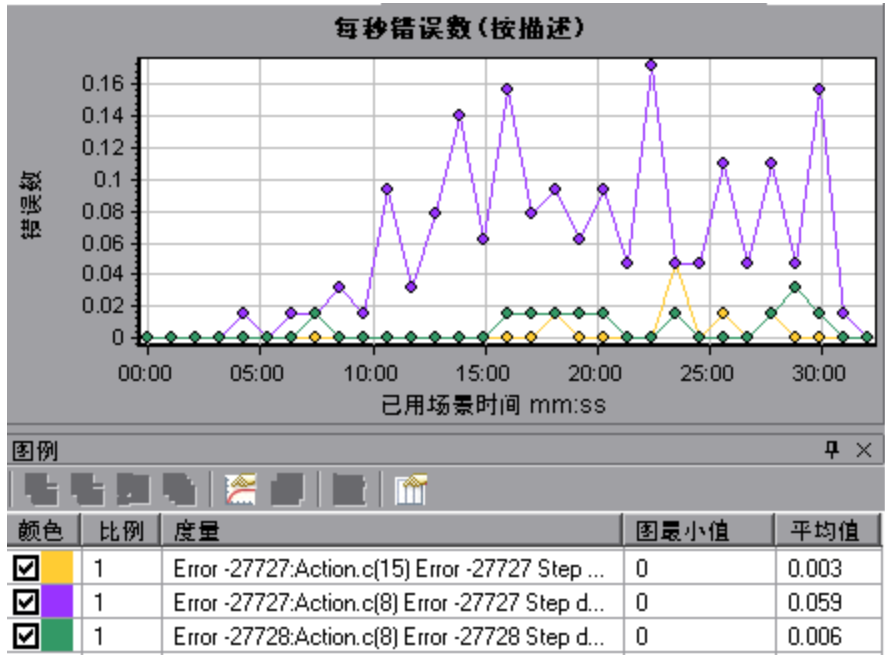 每秒错误数(按描述)
0.16
0.14
0.12
0.1
0.08
0.06
0.04
0.02
0
错误数
00:00 05:00 10:00 15:00 20:00 25:00 30:00
已用场景时间 mm:ss
图例
颜色 比例 度量 图最小值 平均值
1 Error -27727:Action.c(15) Error -27727 Step ... 0 0.003
1 Error -27727:Action.c(8) Error -27727 Step d... 0 0.059
1 Error -27728:Action.c(8) Error -27728 Step d... 0 0.006